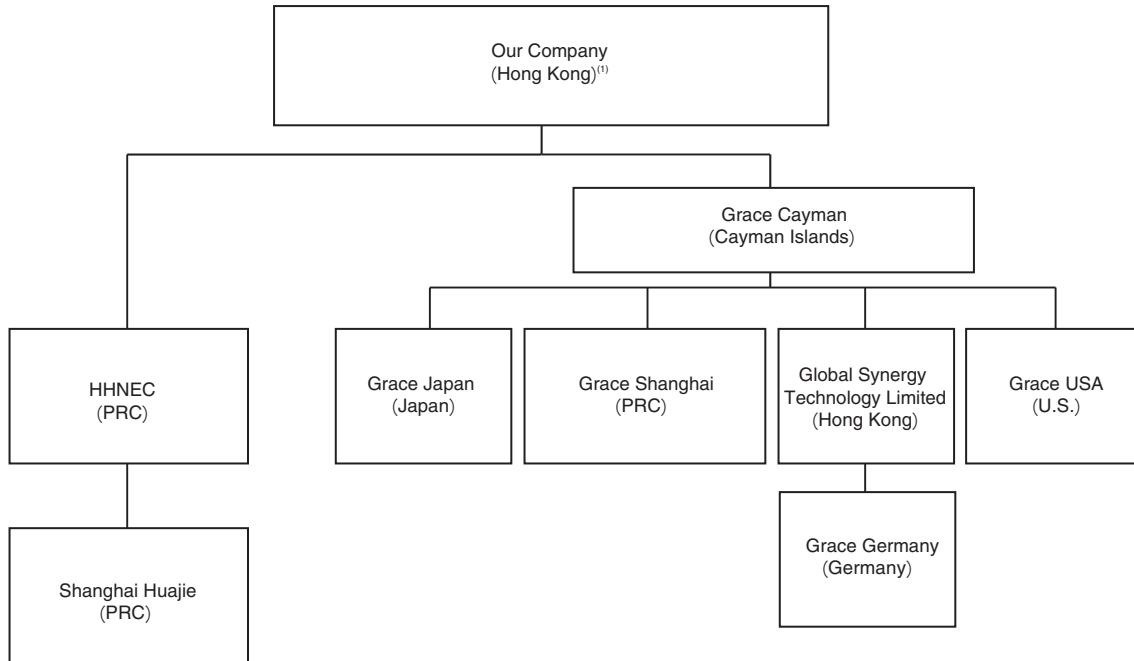 Our Company
(Hong Kong)(1)
Grace Cayman
(Cayman Islands)
HHNEC
(PRC)
Grace Japan
(Japan)
Grace Shanghai
(PRC)
Global Synergy
Technology Limited
(Hong Kong)
Grace USA
(U.S.)
Shanghai Huajie
(PRC)
Grace Germany
(Germany)